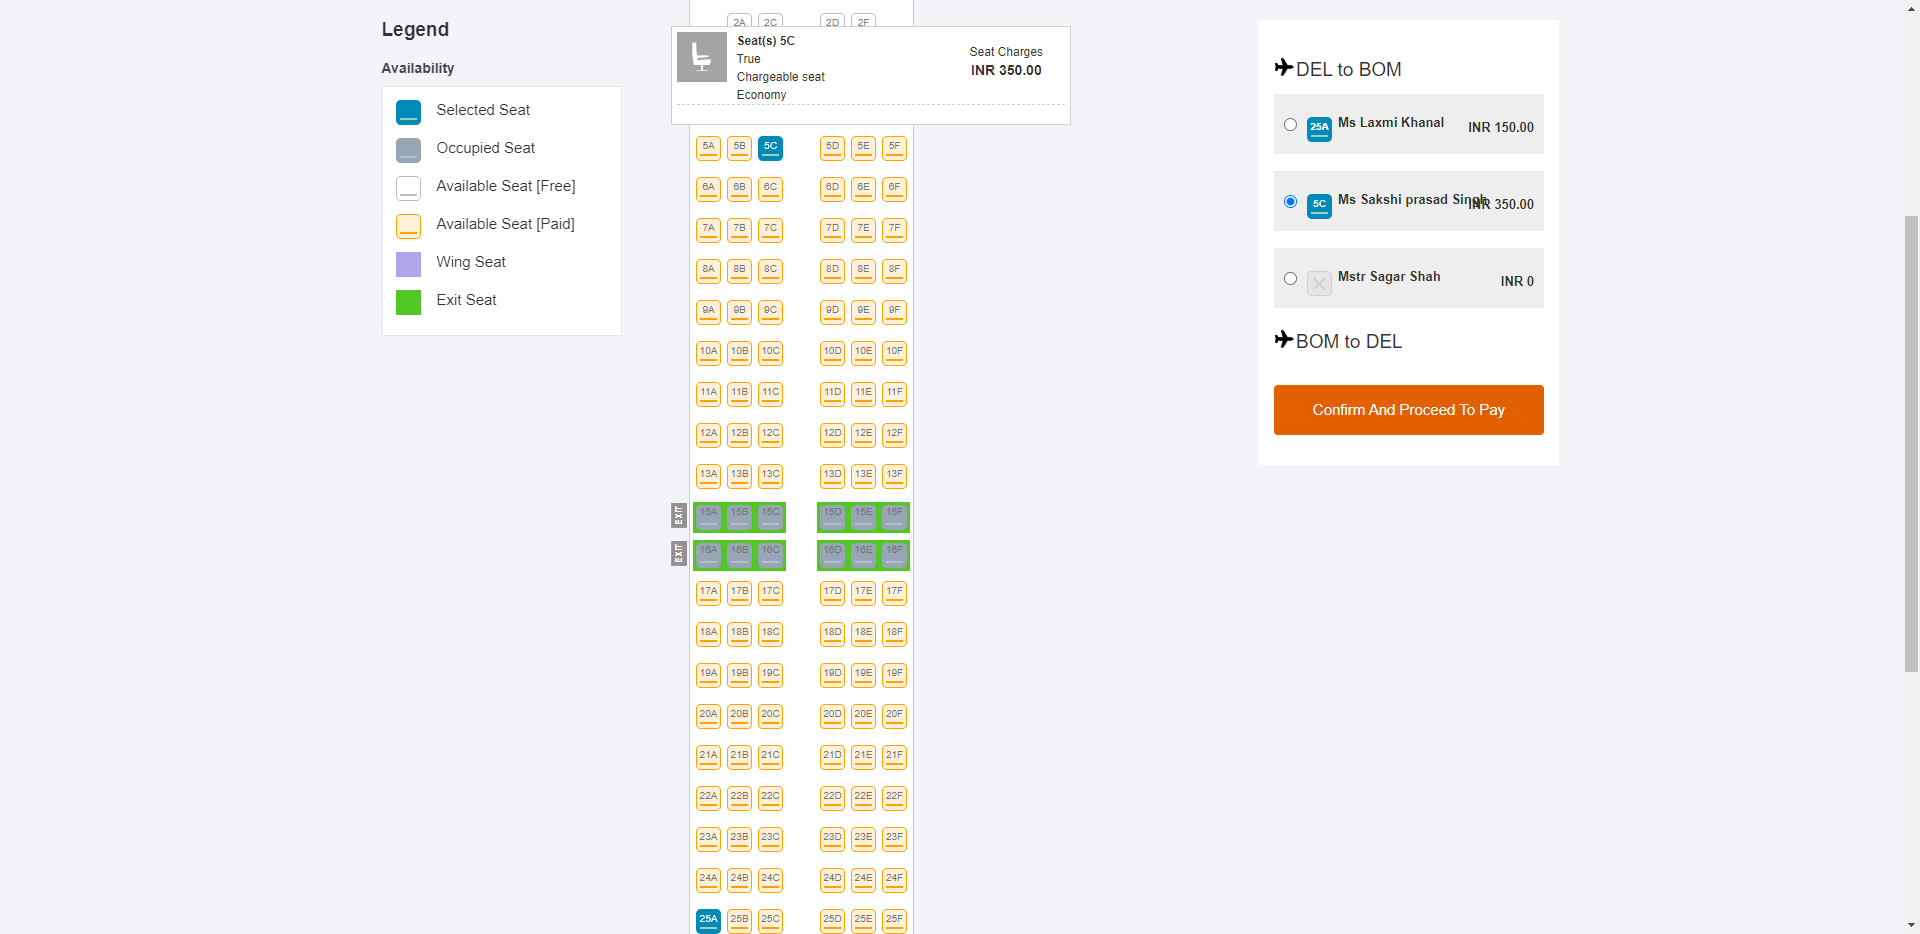 Legend
Availability
Selected Seat
Occupied Seat
Available Seat [Free]
Available Seat [Paid]
Wing Seat
Exit Seat
2A 2C 2D 2F
Seat(s) 5C
True
Chargeable seat
Economy
Seat Charges
INR 350.00
5A 5B 5C 5D 5E 5F
6A 6B 6C 6D 6E 6F
7A 7B 7C 7D 7E 7F
8A 8B 8C 8D 8E 8F
9A 9B 9C 9D 9E 9F
10A 10B 10C 10D 10E 10F
11A 11B 11C 11D 11E 11F
12A 12B 12C 12D 12E 12F
13A 13B 13C 13D 13E 13F
EXIT 15A 15B 15C 15D 15E 15F
EXIT 16A 16B 16C 16D 16E 16F
17A 17B 17C 17D 17E 17F
18A 18B 18C 18D 18E 18F
19A 19B 19C 19D 19E 19F
20A 20B 20C 20D 20E 20F
21A 21B 21C 21D 21E 21F
22A 22B 22C 22D 22E 22F
23A 23B 23C 23D 23E 23F
24A 24B 24C 24D 24E 24F
25A 25B 25C 25D 25E 25F
DEL to BOM
25A Ms Laxmi Khanal INR 150.00
5C Ms Sakshi prasad Singh INR 350.00
Mstr Sagar Shah INR 0
BOM to DEL
Confirm And Proceed To Pay